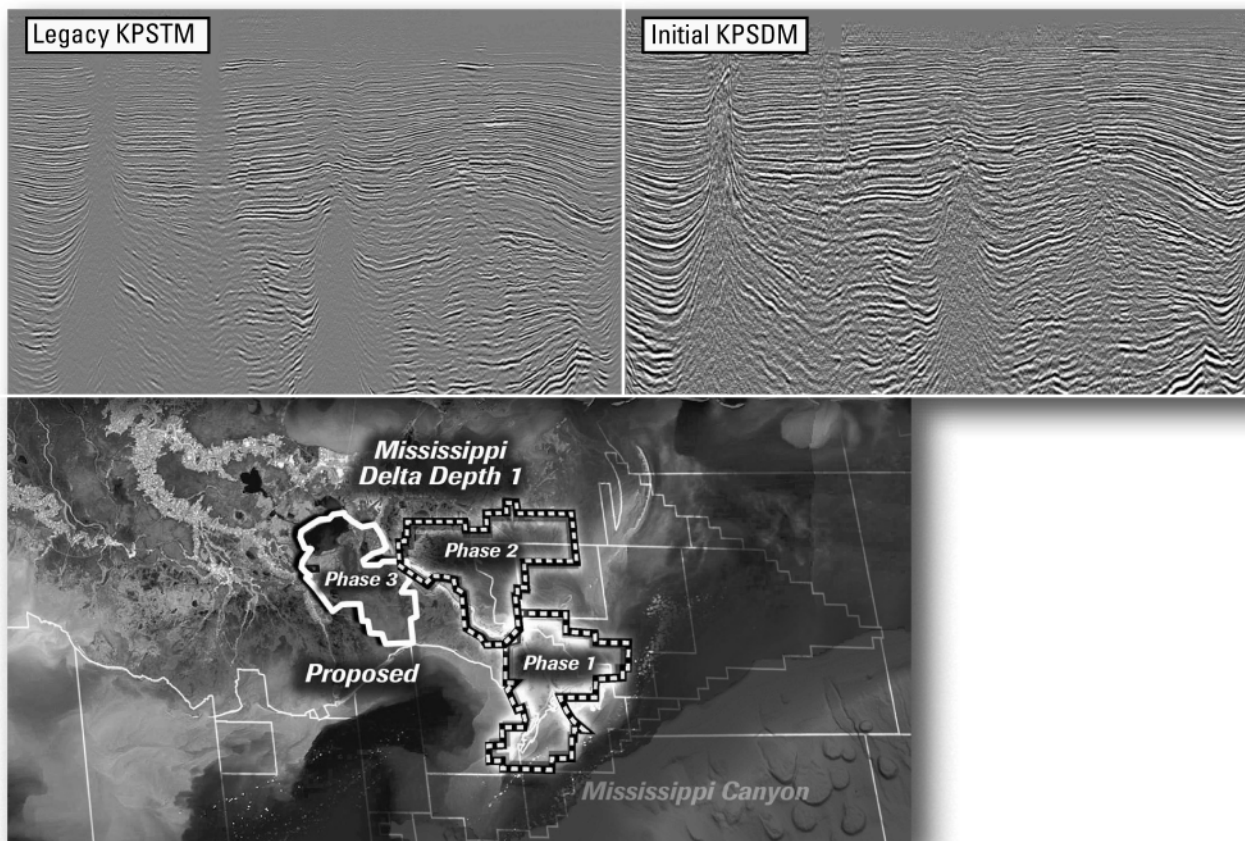 Legacy KPSTM
Initial KPSDM
Mississippi
Delta Depth 1
Phase 2
Phase 3
Phase 1
Proposed
Mississippi Canyon